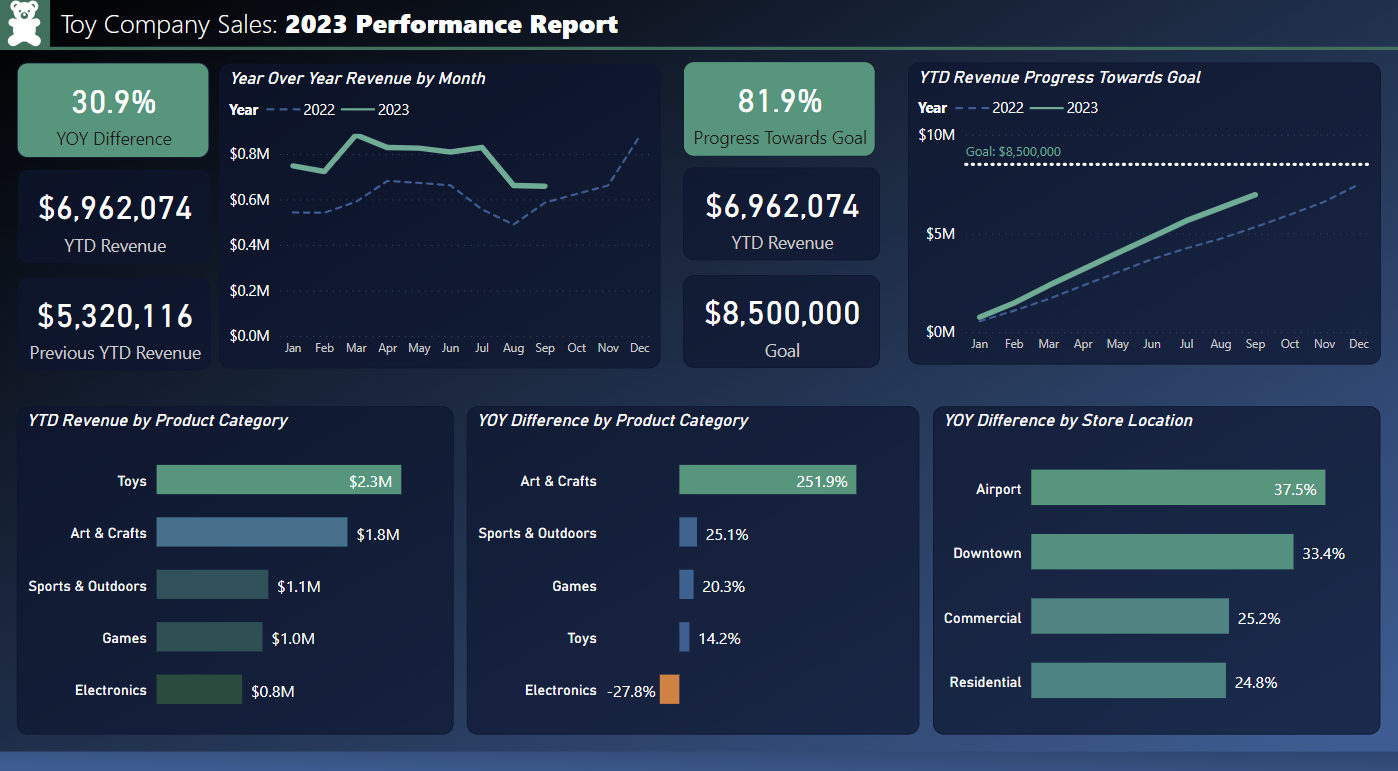 Toy Company Sales: 2023 Performance Report
30.9%
YOY Difference
$6,962,074
YTD Revenue
$5,320,116
Previous YTD Revenue
Year Over Year Revenue by Month
Year 2022 2023
$0.8M
$0.6M
$0.4M
$0.2M
$0.0M
Jan Feb Mar Apr May Jun Jul Aug Sep Oct Nov Dec
81.9%
Progress Towards Goal
$6,962,074
YTD Revenue
$8,500,000
Goal
YTD Revenue Progress Towards Goal
Year 2022 2023
$10M
Goal: $8,500,000
$5M
$0M
Jan Feb Mar Apr May Jun Jul Aug Sep Oct Nov Dec
YTD Revenue by Product Category
Toys $2.3M
Art & Crafts $1.8M
Sports & Outdoors $1.1M
Games $1.0M
Electronics $0.8M
YOY Difference by Product Category
Art & Crafts 251.9%
Sports & Outdoors 25.1%
Games 20.3%
Toys 14.2%
Electronics -27.8%
YOY Difference by Store Location
Airport 37.5%
Downtown 33.4%
Commercial 25.2%
Residential 24.8%